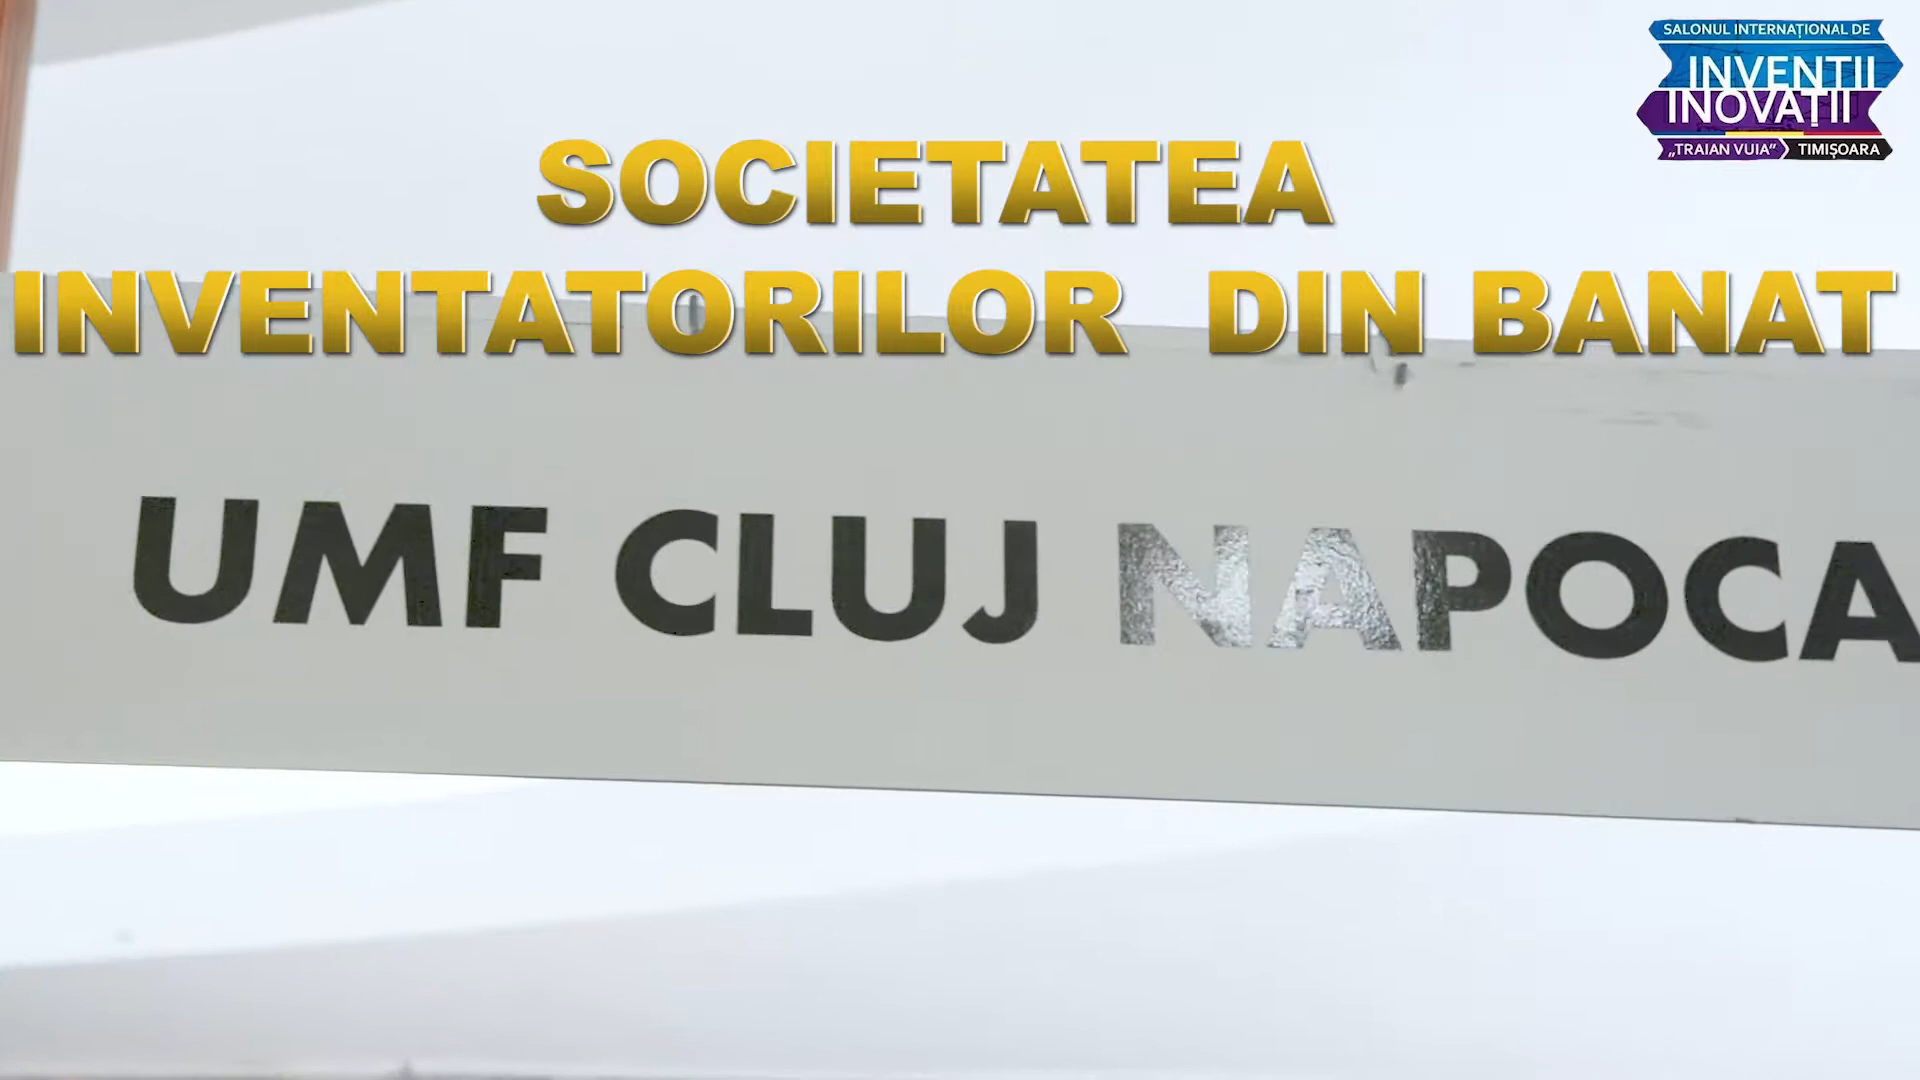 SALONUL INTERNAȚIONAL DE
INVENȚII
INOVAȚII
„TRAIAN VUIA” TIMIȘOARA
SOCIETATEA
INVENTATORILOR DIN BANAT
UMF CLUJ NAPOCA